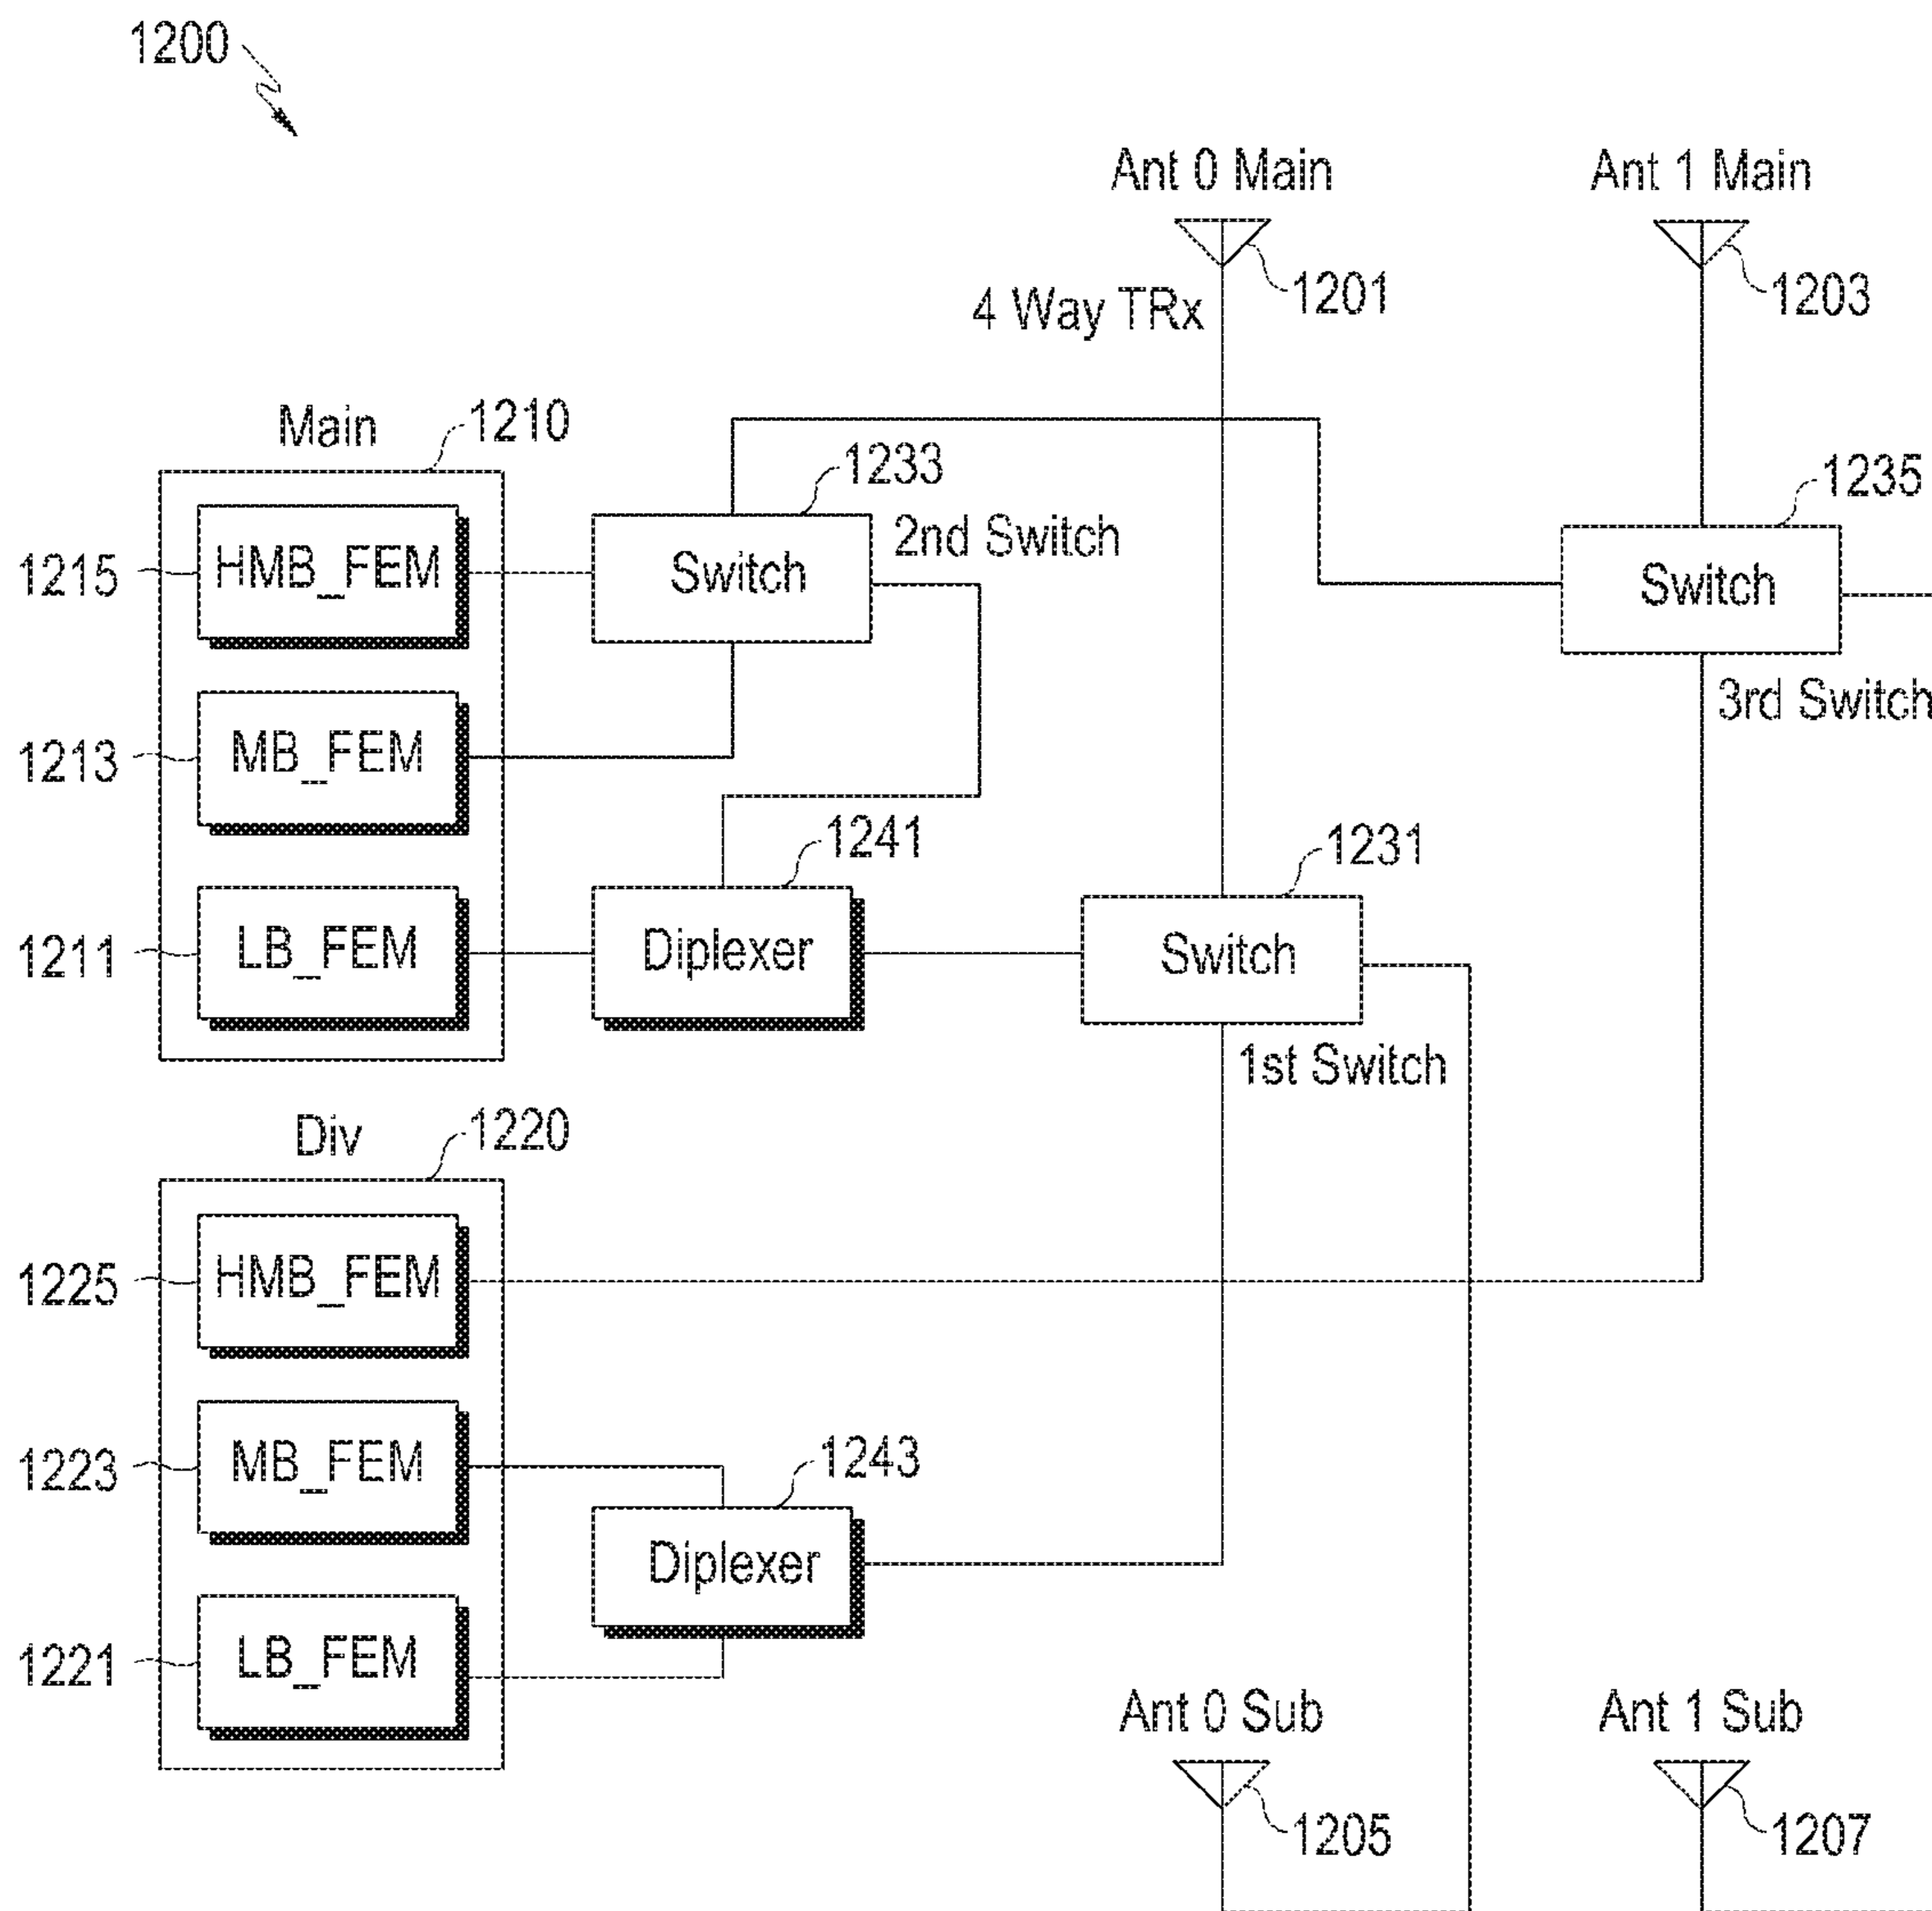 1200
Ant 0 Main
Ant 1 Main
1201
1203
4 Way TRx
Main
1210
1233
1235
HMB_FEM
1215
Switch
2nd Switch
Switch
3rd Switch
MB_FEM
1213
1241
1231
LB_FEM
1211
Diplexer
Switch
1st Switch
Div
1220
HMB_FEM
1225
MB_FEM
1223
1243
Diplexer
LB_FEM
1221
Ant 0 Sub
Ant 1 Sub
1205
1207